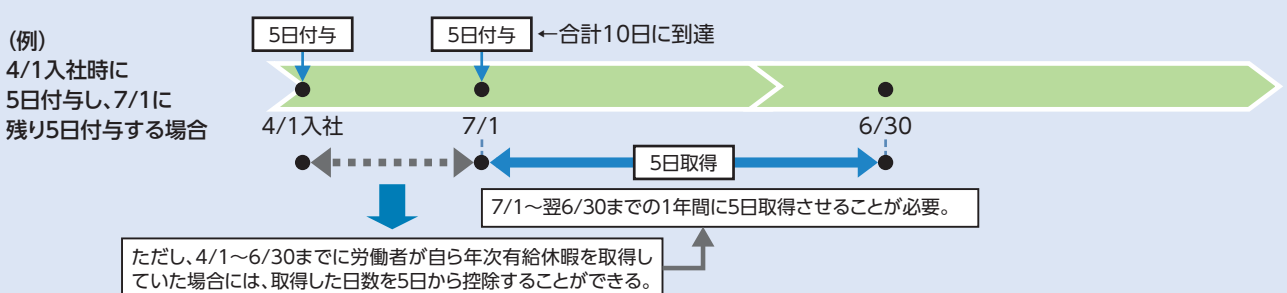 (例)
4/1入社時に
5日付与し、7/1に
残り5日付与する場合
5日付与
5日付与
←合計10日に到達
4/1入社
7/1
6/30
5日取得
7/1〜翌6/30までの1年間に5日取得させることが必要。
ただし、4/1〜6/30までに労働者が自ら年次有給休暇を取得し
ていた場合には、取得した日数を5日から控除することができる。